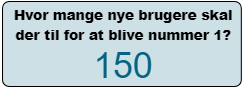 Hvor mange nye brugere skal
der til for at blive nummer 1?
150